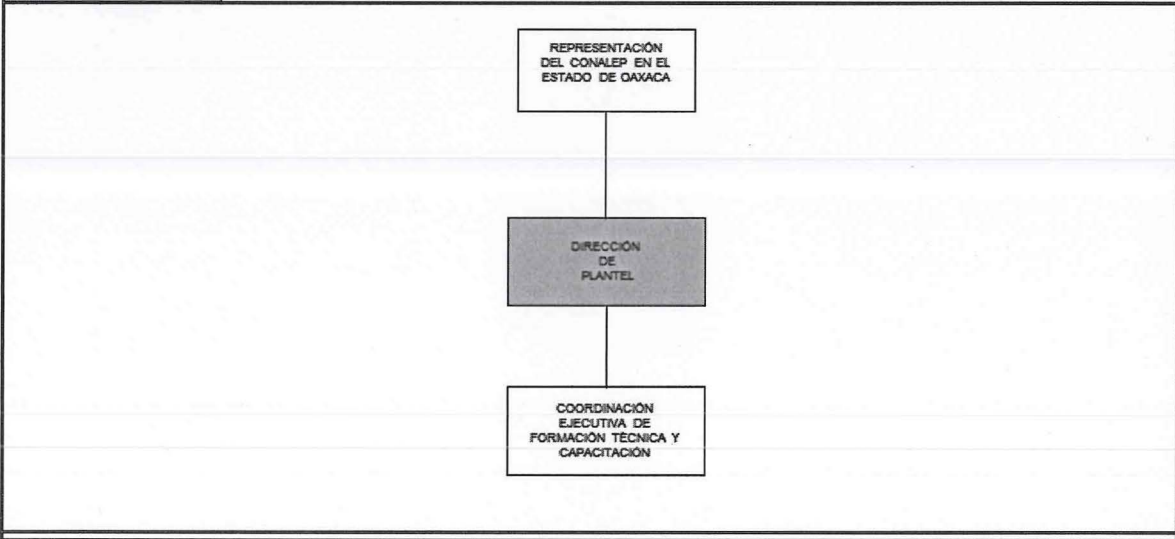 REPRESENTACIÓN
DEL CONALEP EN EL
ESTADO DE OAXACA
DIRECCIÓN
DE
PLANTEL
COORDINACIÓN
EJECUTIVA DE
FORMACIÓN TÉCNICA Y
CAPACITACIÓN